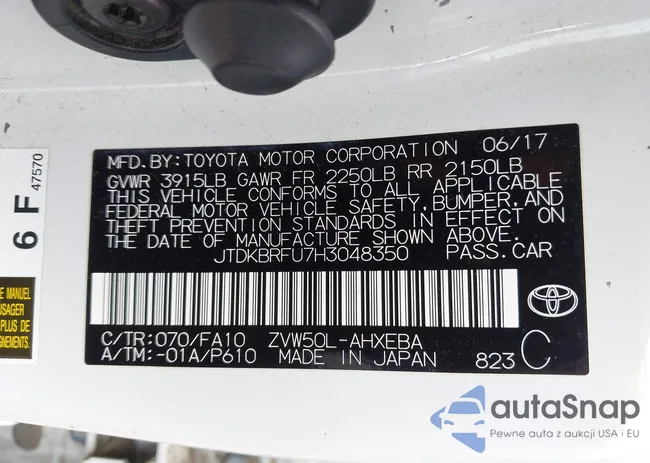 MFD. BY: TOYOTA MOTOR CORPORATION 06/17
GVWR 3915LB GAWR FR 2250LB RR 2150LB
THIS VEHICLE CONFORMS TO ALL APPLICABLE
FEDERAL MOTOR VEHICLE SAFETY, BUMPER, AND
THEFT PREVENTION STANDARDS IN EFFECT ON
THE DATE OF MANUFACTURE SHOWN ABOVE.
JTDKBRFU7H3048350 PASS. CAR
C/TR: 070/FA10 ZVW50L-AHXEBA
A/TM: -01A/P610 MADE IN JAPAN 823 C
6 F
47570
USAGER
PLUS DE
autaSnap
Pewne auta z aukcji USA i EU